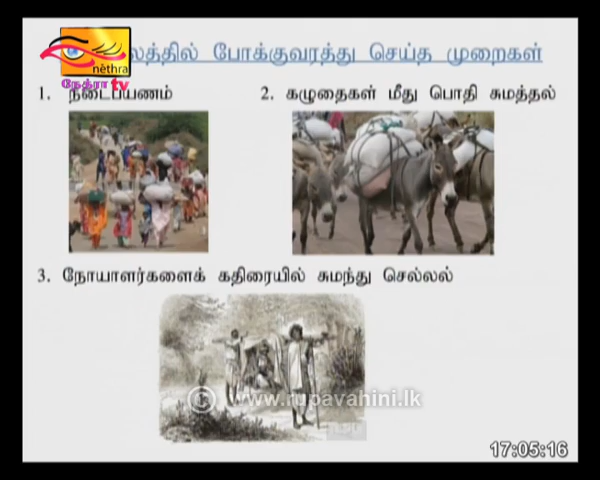 லத்தில் போக்குவரத்து செய்த முறைகள்
néthra
நேத்ரா tv
1. நடைபயணம்
2. கழுதைகள் மீது பொதி சுமத்தல்
3. நோயாளர்களைக் கதிரையில் சுமந்து செல்லல்
© www.rupavahini.lk
17:05:16